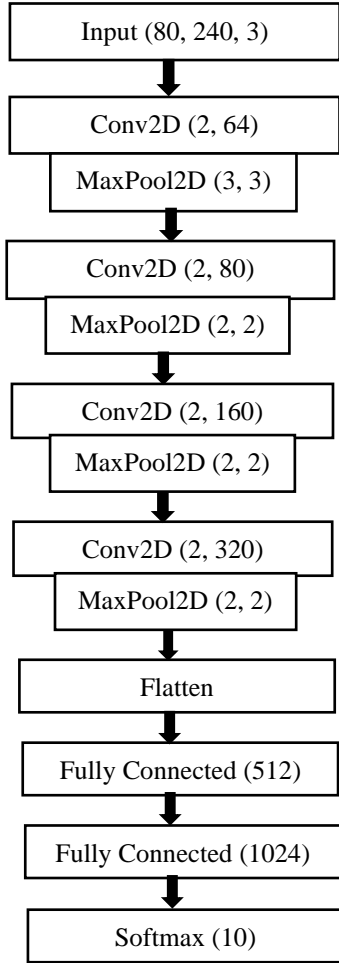 Input (80, 240, 3)
Conv2D (2, 64)
MaxPool2D (3, 3)
Conv2D (2, 80)
MaxPool2D (2, 2)
Conv2D (2, 160)
MaxPool2D (2, 2)
Conv2D (2, 320)
MaxPool2D (2, 2)
Flatten
Fully Connected (512)
Fully Connected (1024)
Softmax (10)